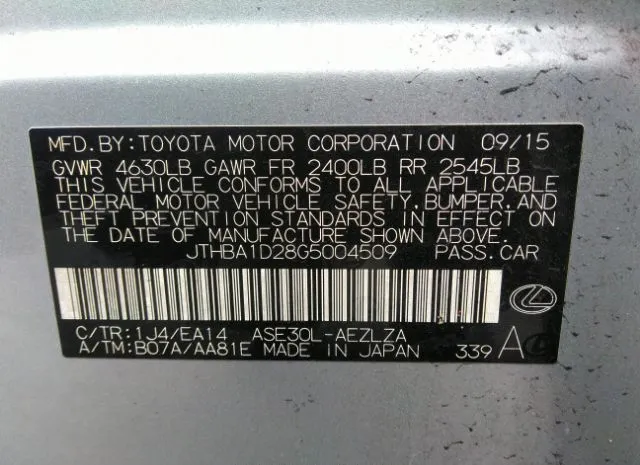 MFD.BY:TOYOTA MOTOR CORPORATION 09/15
GVWR 4630LB GAWR FR 2400LB RR 2545LB
THIS VEHICLE CONFORMS TO ALL APPLICABLE
FEDERAL MOTOR VEHICLE SAFETY,BUMPER,AND
THEFT PREVENTION STANDARDS IN EFFECT ON
THE DATE OF MANUFACTURE SHOWN ABOVE.
JTHBA1D28G5004509 PASS.CAR
C/TR:1J4/EA14 ASE30L-AEZLZA
A/TM:B07A/AA81E MADE IN JAPAN 339 A